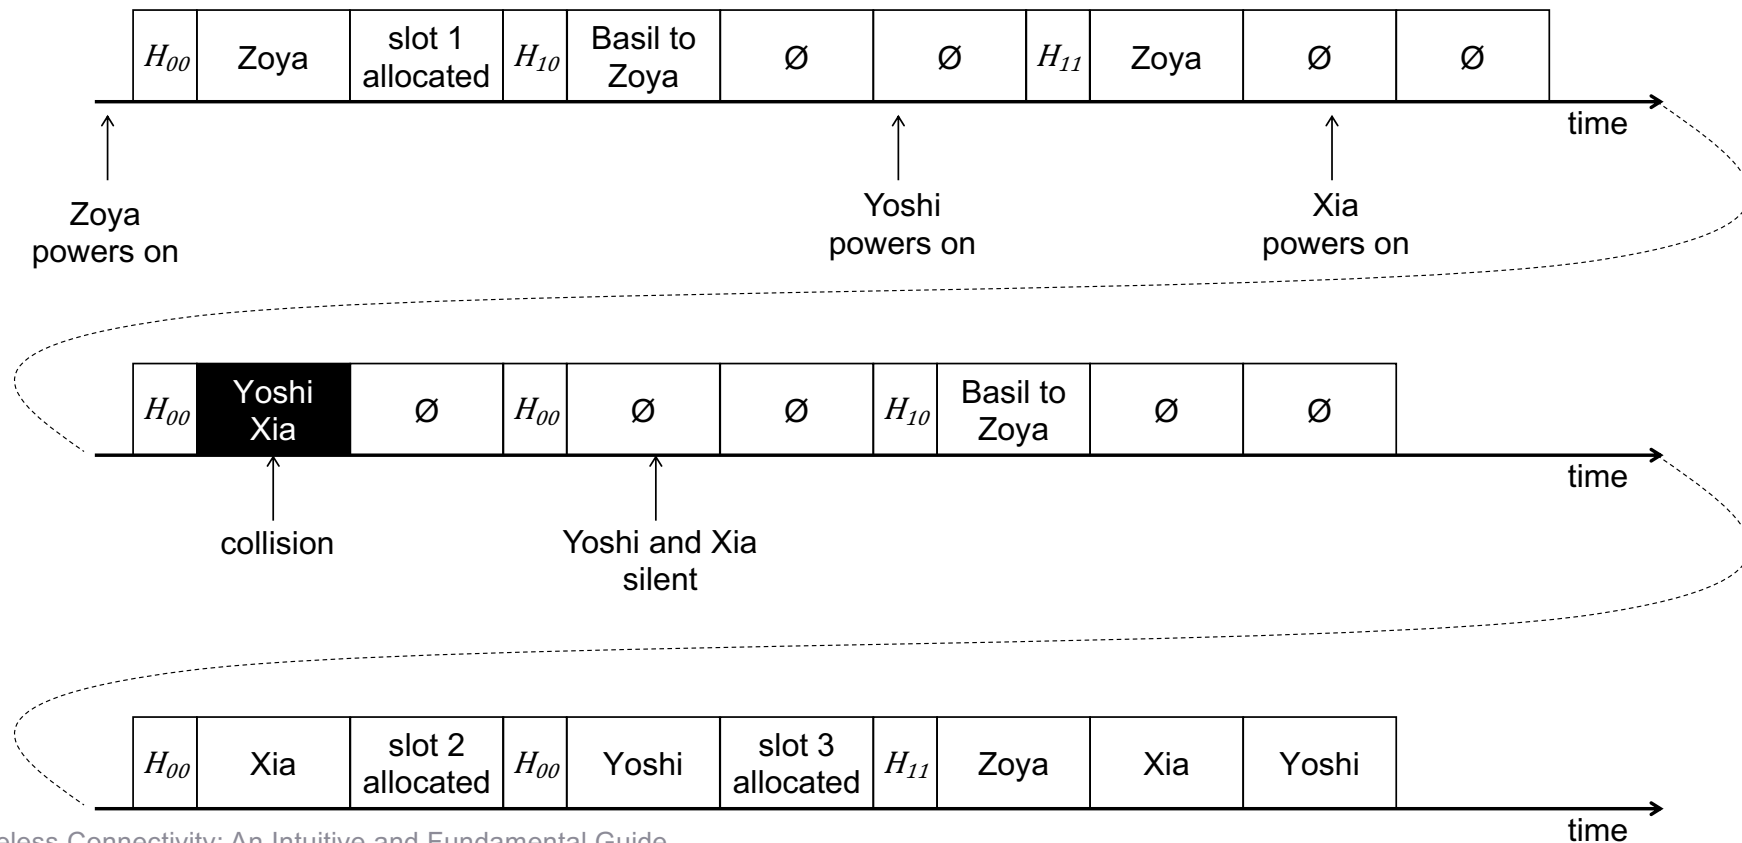 H00 Zoya slot 1 allocated H10 Basil to Zoya Ø Ø H11 Zoya Ø Ø
time
Zoya powers on
Yoshi powers on
Xia powers on
H00 Yoshi Xia Ø H00 Ø Ø H10 Basil to Zoya Ø Ø
time
collision
Yoshi and Xia silent
H00 Xia slot 2 allocated H00 Yoshi slot 3 allocated H11 Zoya Xia Yoshi
time
Connectivity: An Intuitive and Fundamental Guide